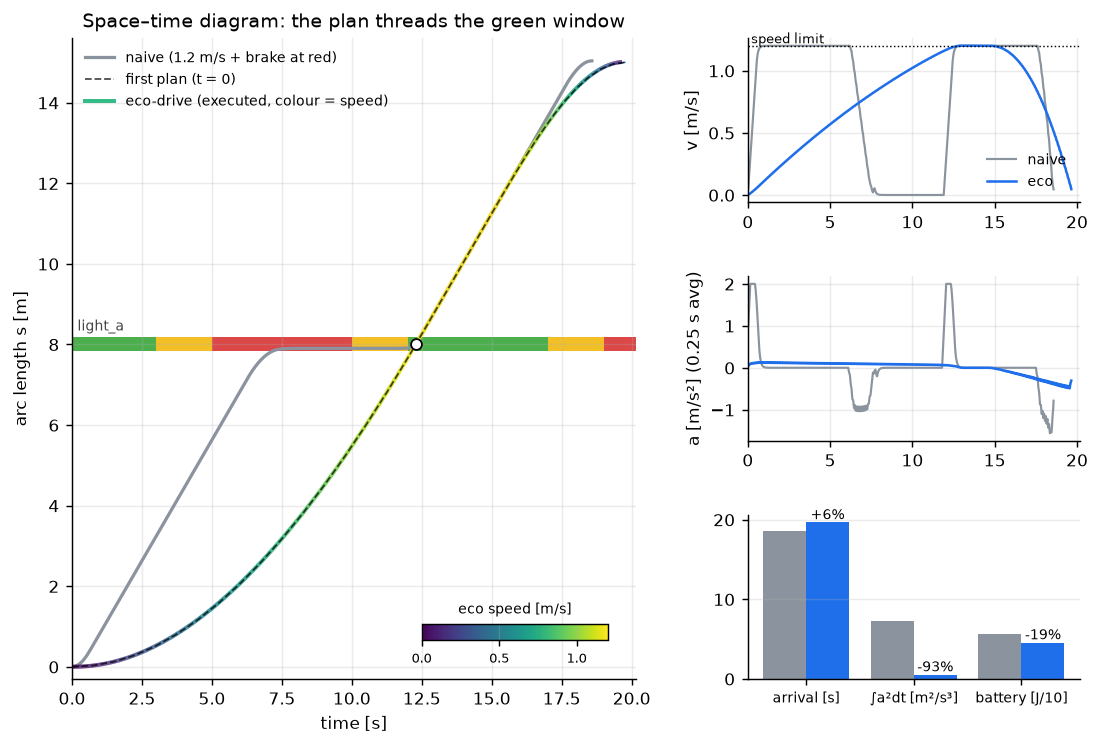 Space–time diagram: the plan threads the green window
naive (1.2 m/s + brake at red)
first plan (t = 0)
eco-drive (executed, colour = speed)
light_a
arc length s [m]
0
2
4
6
8
10
12
14
0.0
2.5
5.0
7.5
10.0
12.5
15.0
17.5
20.0
time [s]
eco speed [m/s]
0.0
0.5
1.0
speed limit
v [m/s]
1.0
0.5
0.0
naive
eco
0
5
10
15
20
a [m/s²] (0.25 s avg)
2
1
0
−1
0
5
10
15
20
20
10
0
+6%
-93%
-19%
arrival [s]
∫a²dt [m²/s³]
battery [J/10]